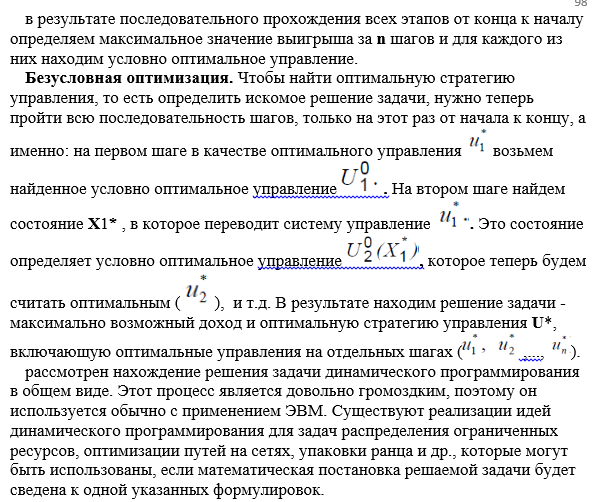 98
в результате последовательного прохождения всех этапов от конца к началу
определяем максимальное значение выигрыша за n шагов и для каждого из
них находим условно оптимальное управление.
Безусловная оптимизация. Чтобы найти оптимальную стратегию
управления, то есть определить искомое решение задачи, нужно теперь
пройти всю последовательность шагов, только на этот раз от начала к концу, а
именно: на первом шаге в качестве оптимального управления u₁* возьмем
найденное условно оптимальное управление U₁⁰ . . На втором шаге найдем
состояние X1* , в которое переводит систему управление u₁* . . Это состояние
определяет условно оптимальное управление U₂⁰(X₁*) , которое теперь будем
считать оптимальным ( u₂* ), и т.д. В результате находим решение задачи -
максимально возможный доход и оптимальную стратегию управления U*,
включающую оптимальные управления на отдельных шагах (u₁* , u₂* ,...., uₙ* ).
рассмотрен нахождение решения задачи динамического программирования
в общем виде. Этот процесс является довольно громоздким, поэтому он
используется обычно с применением ЭВМ. Существуют реализации идей
динамического программирования для задач распределения ограниченных
ресурсов, оптимизации путей на сетях, упаковки ранца и др., которые могут
быть использованы, если математическая постановка решаемой задачи будет
сведена к одной указанных формулировок.